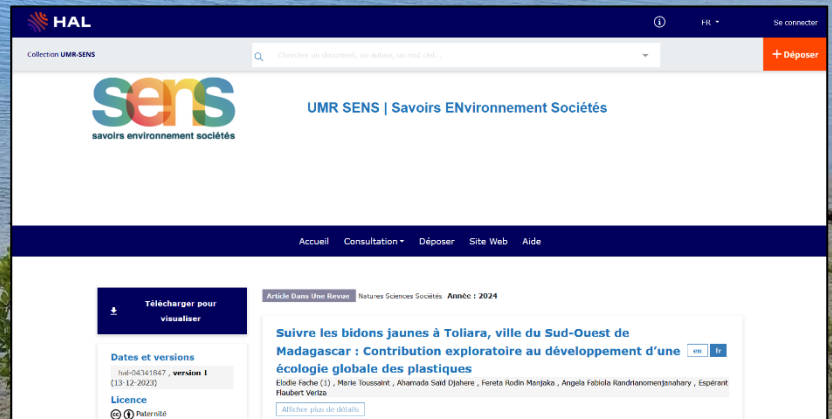 HAL
FR
Se connecter
Collection UMR-SENS
Chercher un document, un auteur, un mot clé...
+ Déposer
sens
savoirs environnement sociétés
UMR SENS | Savoirs ENvironnement Sociétés
Accueil Consultation Déposer Site Web Aide
Télécharger pour
visualiser
Article Dans Une Revue Natures Sciences Sociétés Année : 2024
Suivre les bidons jaunes à Toliara, ville du Sud-Ouest de
Madagascar : Contribution exploratoire au développement d'une
écologie globale des plastiques
en fr
Elodie Fache (1) , Marie Toussaint , Ahamada Saïd Djahere , Fereta Rodin Manjaka , Angela Fabiola Randrianomenjanahary , Espérant
Flaubert Veriza
Afficher plus de détails
Dates et versions
hal-04341847 , version 1
(13-12-2023)
Licence
Paternité